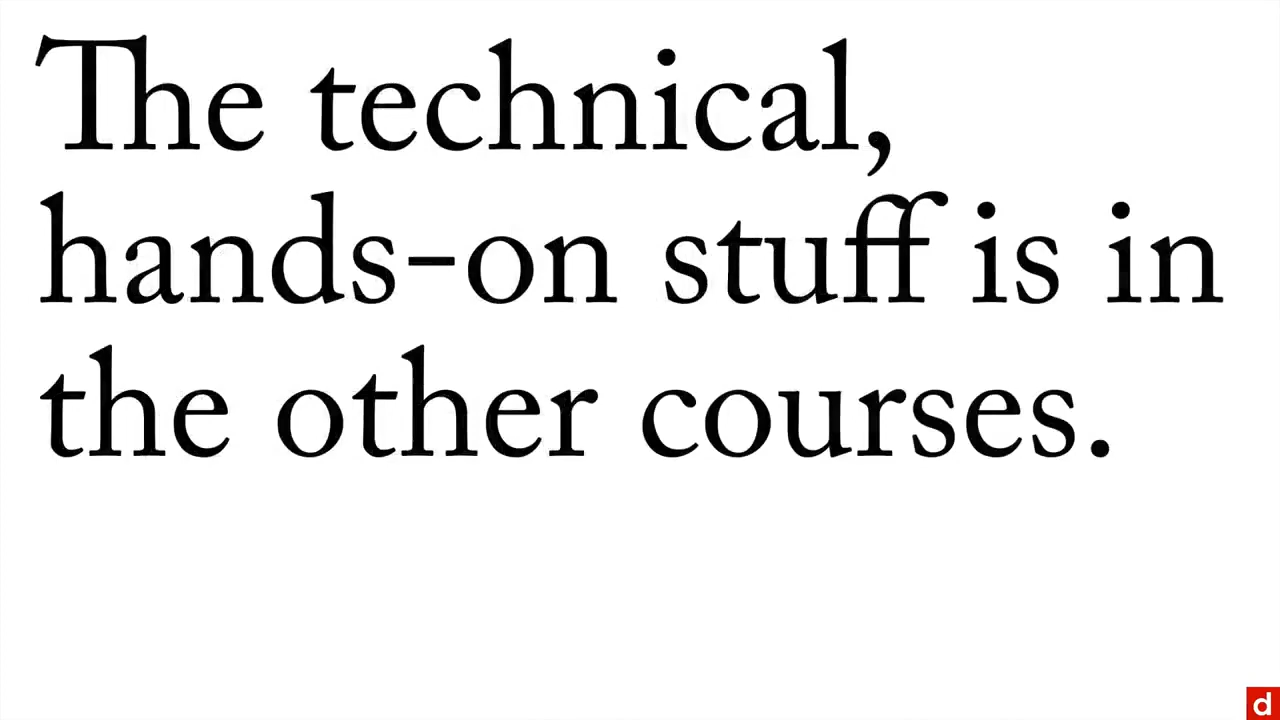 The technical,
hands-on stuff is in
the other courses.
d